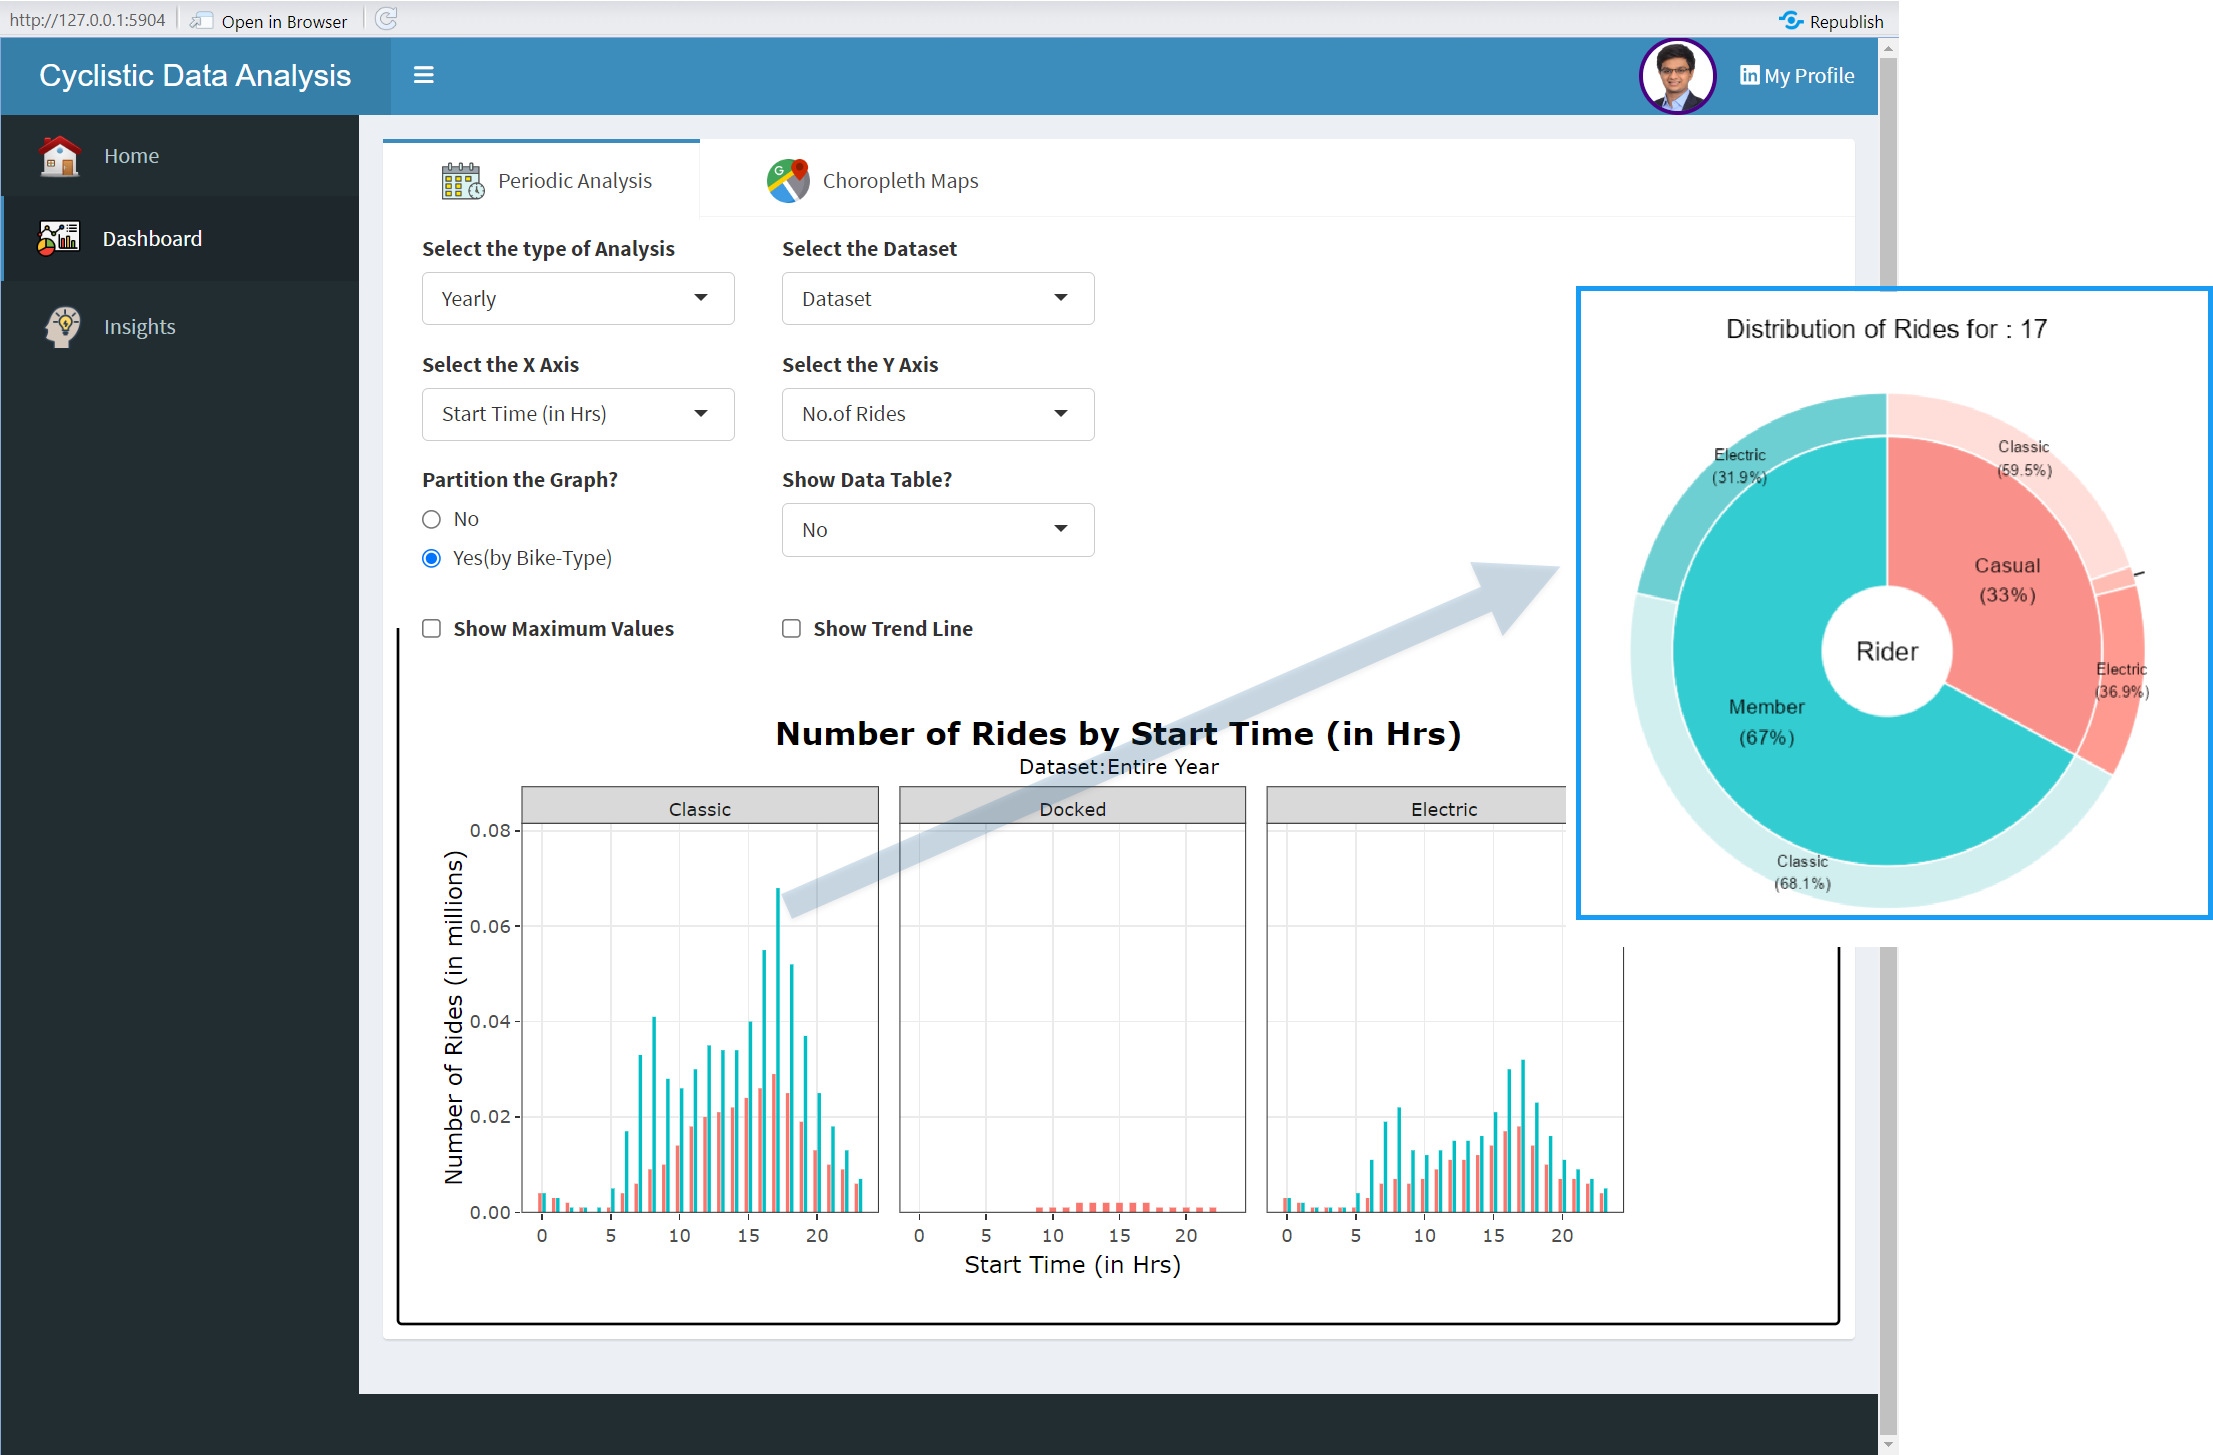 http://127.0.0.1:5904
Open in Browser
Republish
Cyclistic Data Analysis
in My Profile
Home
Dashboard
Insights
Periodic Analysis
G
Choropleth Maps
Select the type of Analysis
Select the Dataset
Yearly
Dataset
Select the X Axis
Select the Y Axis
Start Time (in Hrs)
No.of Rides
Partition the Graph?
Show Data Table?
No
Yes(by Bike-Type)
No
Show Maximum Values
Show Trend Line
Number of Rides by Start Time (in Hrs)
Dataset:Entire Year
Classic
Docked
Electric
Number of Rides (in millions)
0.08
0.06
0.04
0.02
0.00
0 5 10 15 20
0 5 10 15 20
0 5 10 15 20
Start Time (in Hrs)
Distribution of Rides for : 17
Electric
(31.9%)
Classic
(59.5%)
Casual
(33%)
Rider
Electric
(36.9%)
Member
(67%)
Classic
(68.1%)